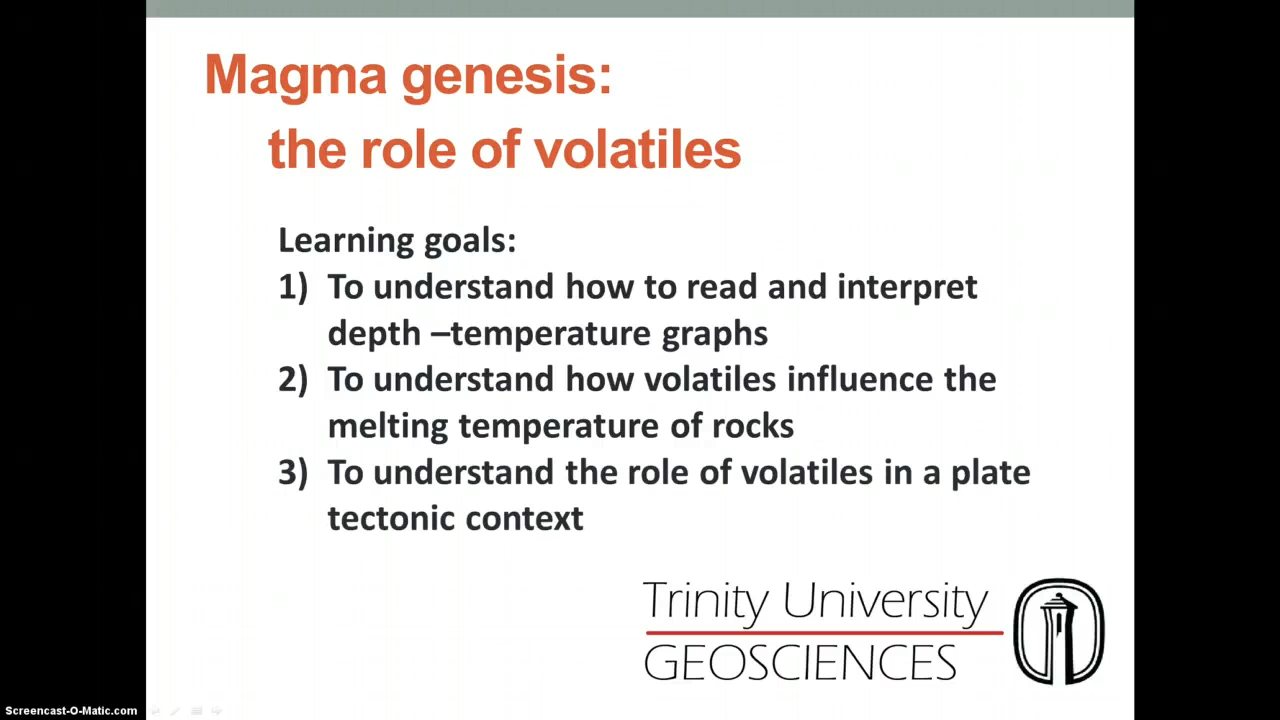 Magma genesis:
the role of volatiles
Learning goals:
1) To understand how to read and interpret
depth –temperature graphs
2) To understand how volatiles influence the
melting temperature of rocks
3) To understand the role of volatiles in a plate
tectonic context
Trinity University
GEOSCIENCES
Screencast-O-Matic.com